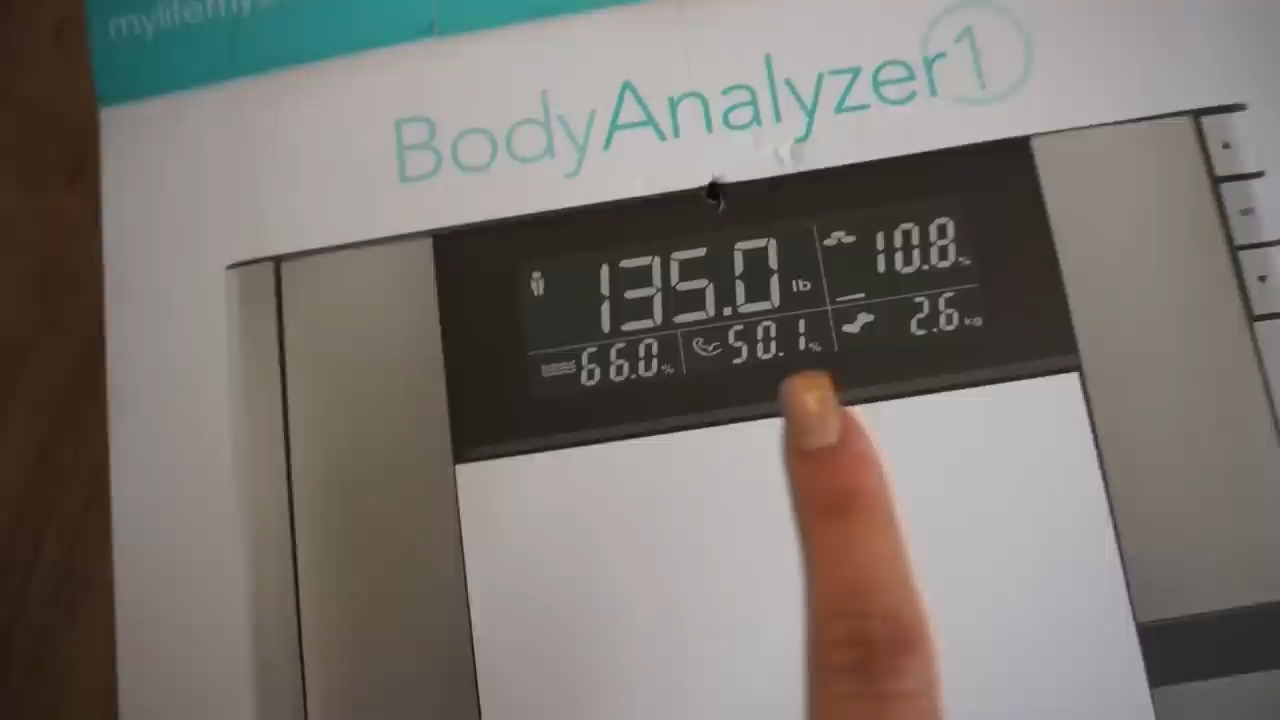 BodyAnalyzer1
135.0 lb
10.8 %
66.0 %
50.1 %
2.6 kg